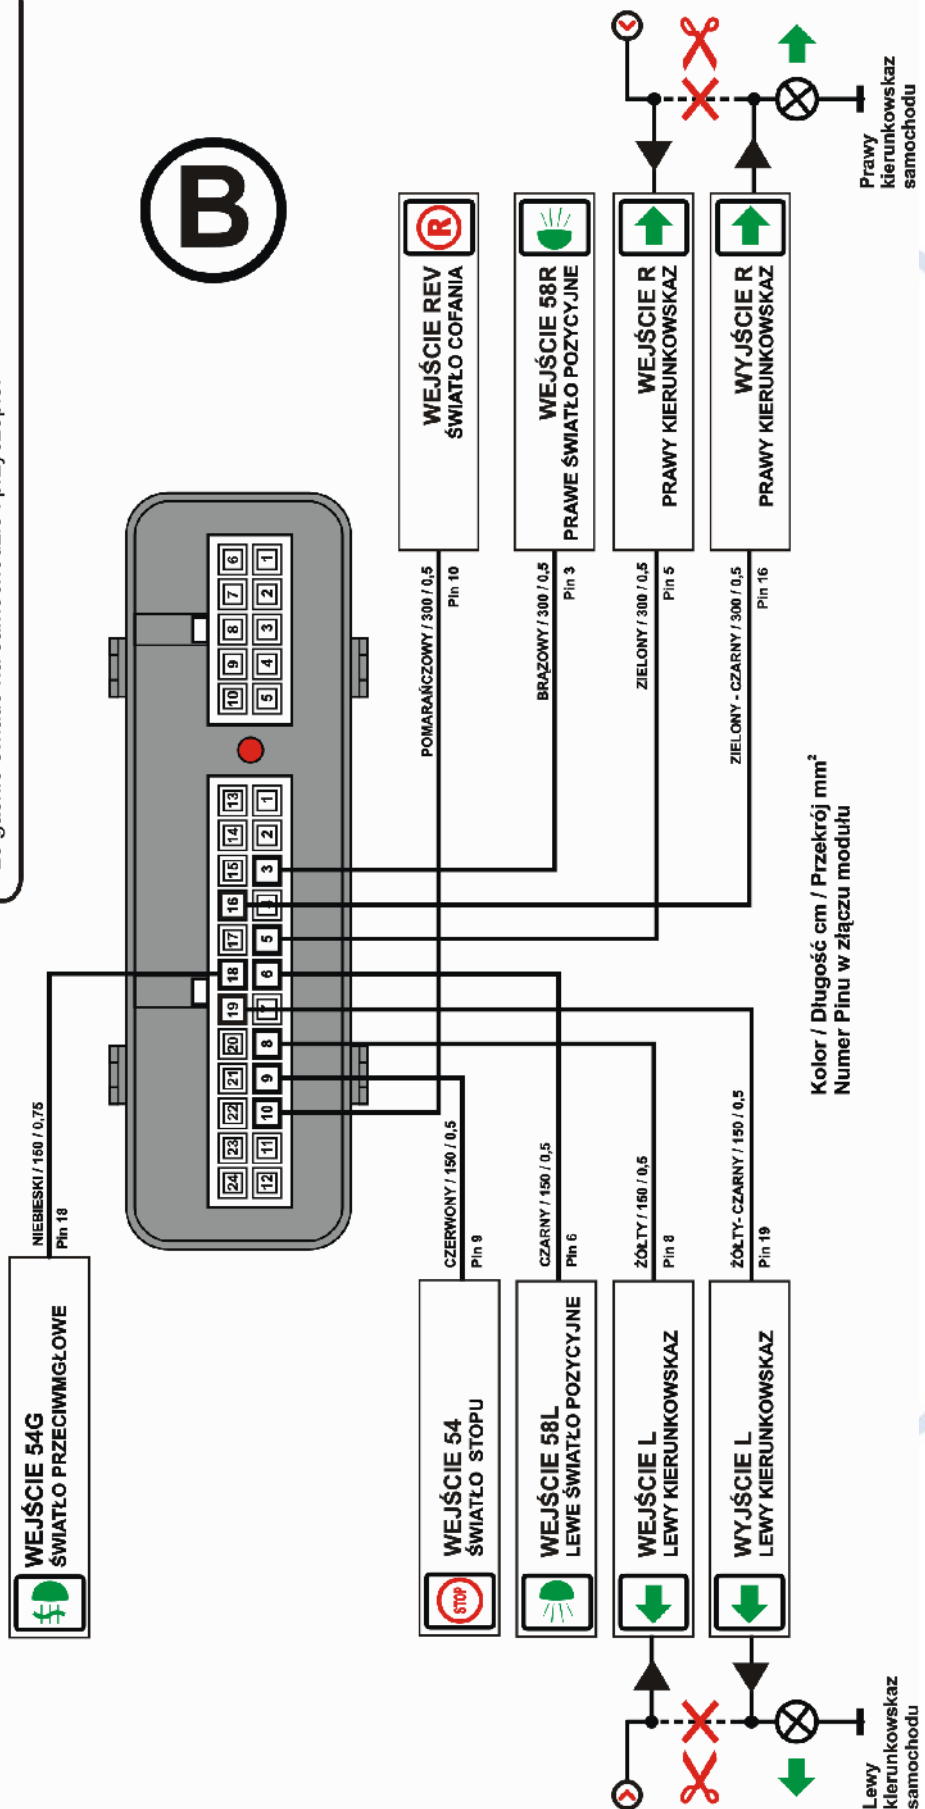 WEJŚCIE 54G
ŚWIATŁO PRZECIWMGŁOWE
NIEBIESKI / 150 / 0,75
Pin 18
B
24 23 22 21 20 19 18 17 16 15 14 13
12 11 10 9 8 7 6 5 4 3 2 1
10 9 8 7 6
5 4 3 2 1
STOP
WEJŚCIE 54
ŚWIATŁO STOPU
CZERWONY / 150 / 0,5
Pin 9
WEJŚCIE 58L
LEWE ŚWIATŁO POZYCYJNE
CZARNY / 150 / 0,5
Pin 6
WEJŚCIE L
LEWY KIERUNKOWSKAZ
ŻÓŁTY / 150 / 0,5
Pin 8
WYJŚCIE L
LEWY KIERUNKOWSKAZ
ŻÓŁTY- CZARNY / 150 / 0,5
Pin 19
POMARAŃCZOWY / 300 / 0,5
Pin 10
WEJŚCIE REV
ŚWIATŁO COFANIA
R
BRĄZOWY / 300 / 0,5
Pin 3
WEJŚCIE 58R
PRAWE ŚWIATŁO POZYCYJNE
ZIELONY / 300 / 0,5
Pin 5
WEJŚCIE R
PRAWY KIERUNKOWSKAZ
ZIELONY - CZARNY / 300 / 0,5
Pin 16
WYJŚCIE R
PRAWY KIERUNKOWSKAZ
Kolor / Długość cm / Przekrój mm²
Numer Pinu w złączu modułu
Lewy
kierunkowskaz
samochodu
Prawy
kierunkowskaz
samochodu